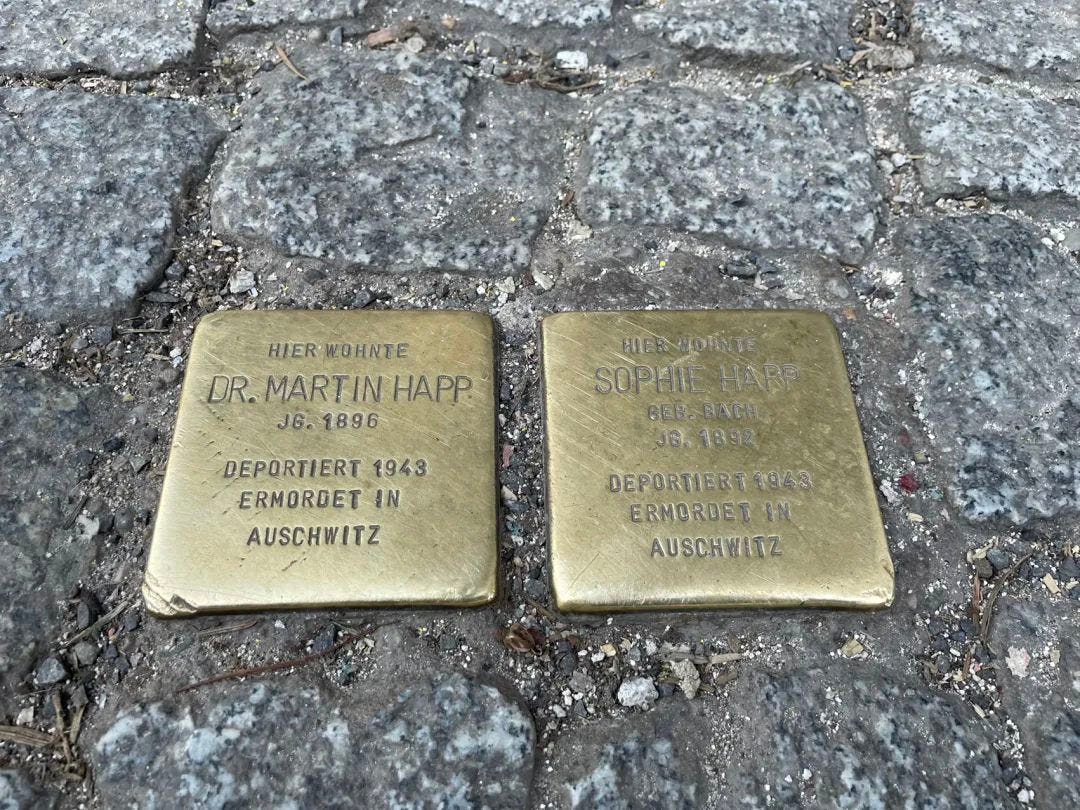 HIER WOHNTE
DR. MARTIN HAPP
JG. 1896
DEPORTIERT 1943
ERMORDET IN
AUSCHWITZ
HIER WOHNTE
SOPHIE HAPP
GEB. BACH
JG. 1892
DEPORTIERT 1943
ERMORDET IN
AUSCHWITZ